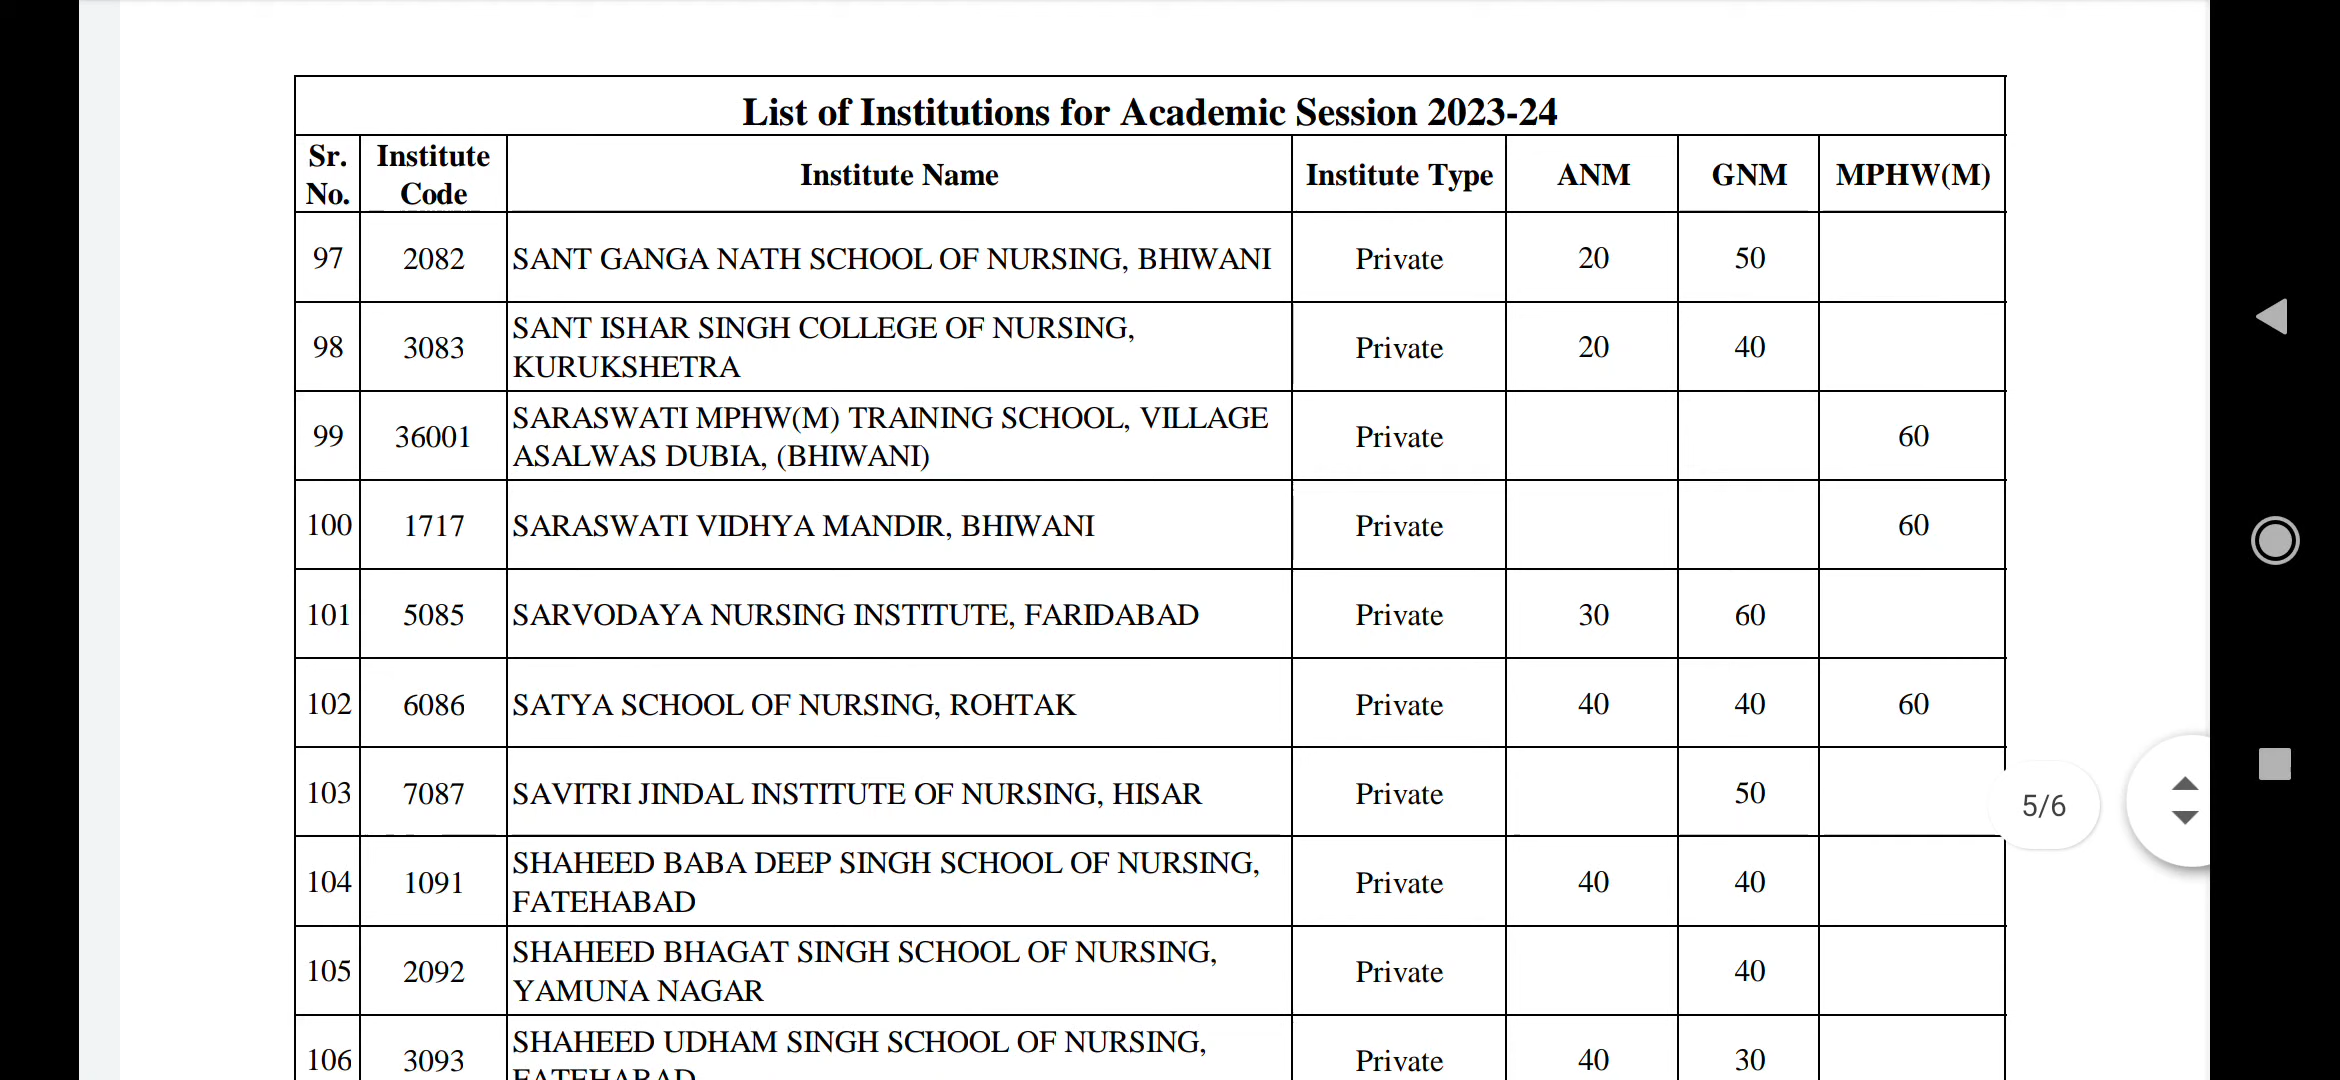 List of Institutions for Academic Session 2023-24
Sr. No. Institute Code Institute Name Institute Type ANM GNM MPHW(M)
97 2082 SANT GANGA NATH SCHOOL OF NURSING, BHIWANI Private 20 50
98 3083 SANT ISHAR SINGH COLLEGE OF NURSING, KURUKSHETRA Private 20 40
99 36001 SARASWATI MPHW(M) TRAINING SCHOOL, VILLAGE ASALWAS DUBIA, (BHIWANI) Private 60
100 1717 SARASWATI VIDHYA MANDIR, BHIWANI Private 60
101 5085 SARVODAYA NURSING INSTITUTE, FARIDABAD Private 30 60
102 6086 SATYA SCHOOL OF NURSING, ROHTAK Private 40 40 60
103 7087 SAVITRI JINDAL INSTITUTE OF NURSING, HISAR Private 50
5/6
104 1091 SHAHEED BABA DEEP SINGH SCHOOL OF NURSING, FATEHABAD Private 40 40
105 2092 SHAHEED BHAGAT SINGH SCHOOL OF NURSING, YAMUNA NAGAR Private 40
106 3093 SHAHEED UDHAM SINGH SCHOOL OF NURSING, FATEHABAD Private 40 30